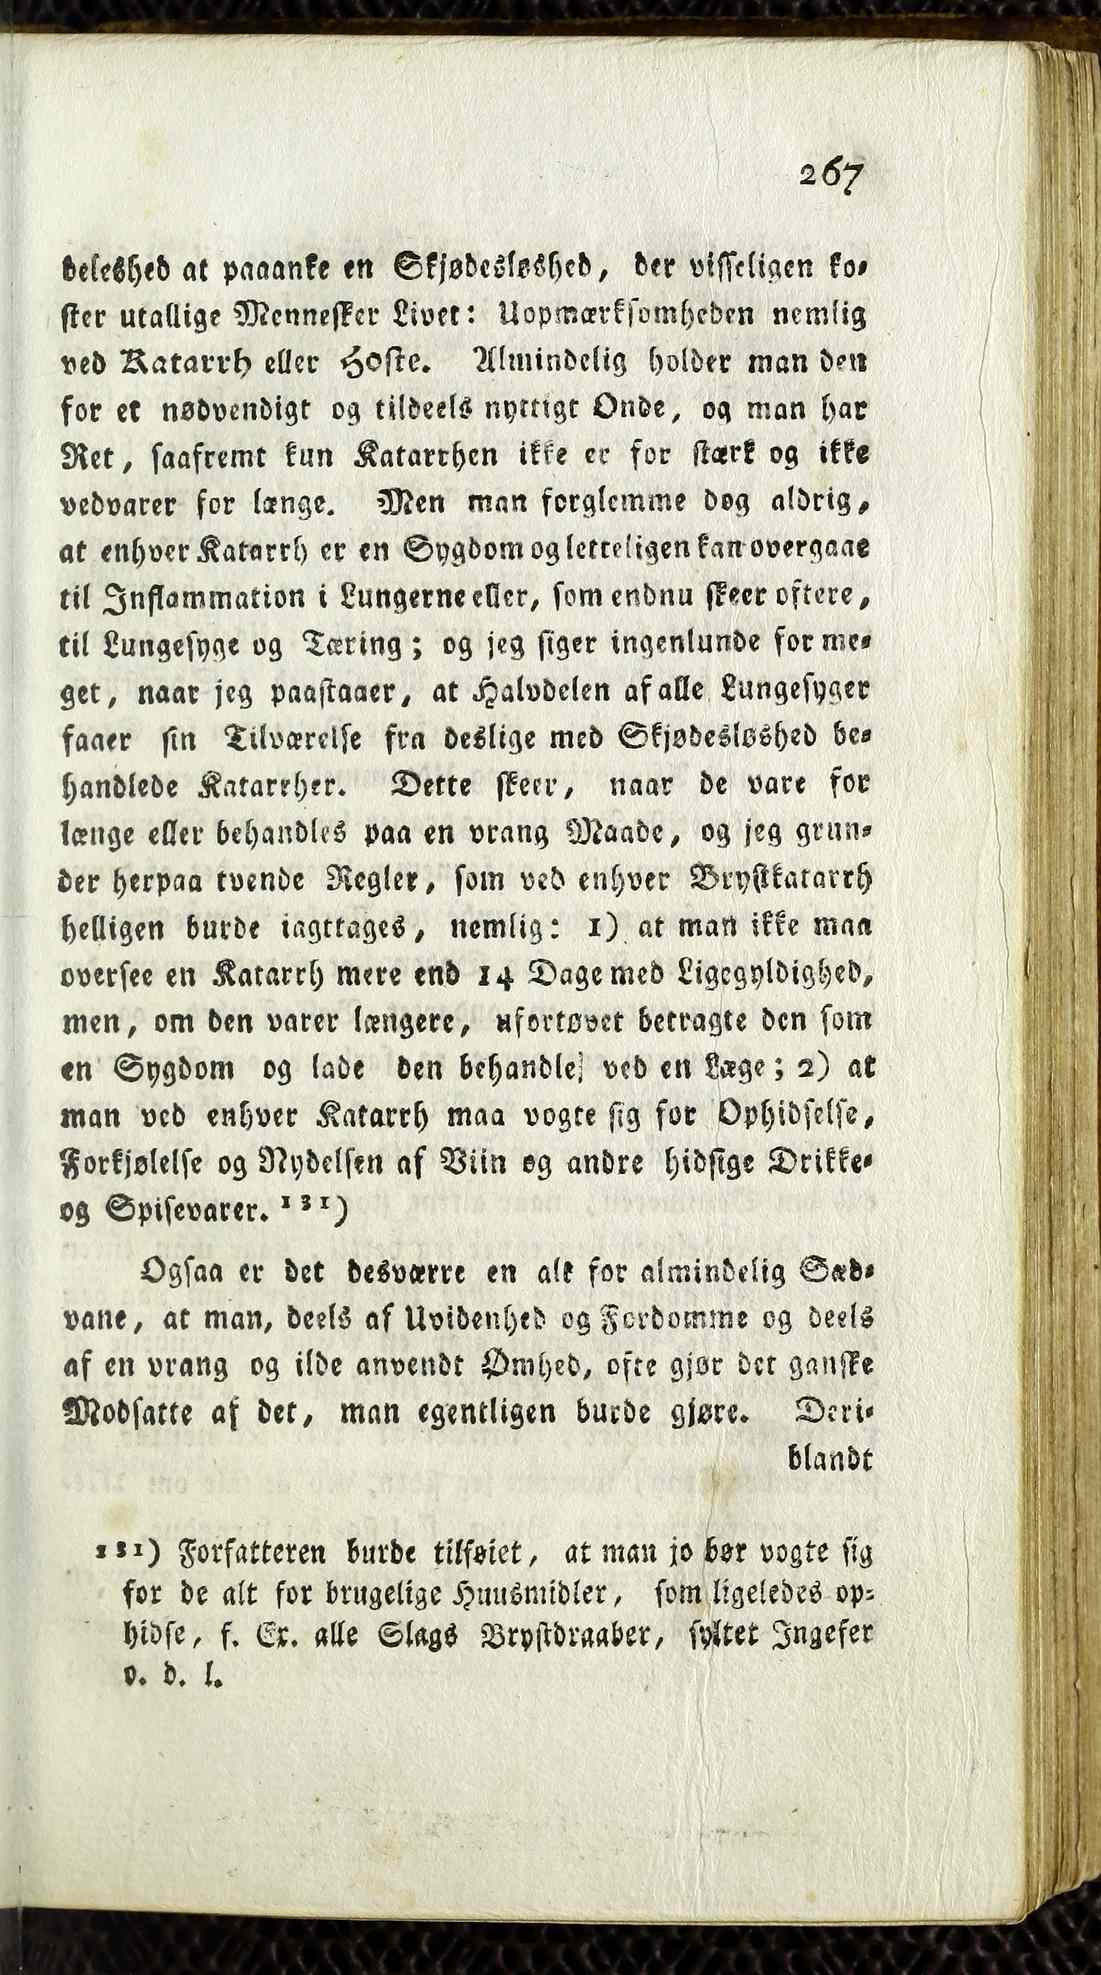 267
deleshed at paaanke en Skjødesløshed, der visseligen ko-
ster utallige Mennesker Livet: Uopmærksomheden nemlig
ved Katarrh eller Hoste. Almindelig holder man den
for et nødvendigt og tildeels nyttigt Onde, og man har
Ret, saafremt kun Katarrhen ikke er for stærk og ikke
vedvarer for længe. Men man forglemme dog aldrig,
at enhver Katarrh er en Sygdom og letteligen kan overgaae
til Inflammation i Lungerne eller, som endnu skeer oftere,
til Lungesyge og Tæring; og jeg siger ingenlunde for me-
get, naar jeg paastaaer, at Halvdelen af alle Lungesyger
faaer sin Tilværelse fra deslige med Skjødesløshed be-
handlede Katarrher. Dette skeer, naar de vare for
længe eller behandles paa en vrang Maade, og jeg grun-
der herpaa tvende Regler, som ved enhver Brystkatarrh
helligen burde iagttages, nemlig: 1) at man ikke maa
oversee en Katarrh mere end 14 Dage med Ligegyldighed,
men, om den varer længere, ufortøvet betragte den som
en Sygdom og lade den behandles ved en Læge; 2) at
man ved enhver Katarrh maa vogte sig for Ophidselse,
Forkjølelse og Nydelsen af Viin og andre hidsige Drikke-
og Spisevarer. 131)
Ogsaa er det desværre en alt for almindelig Sæd-
vane, at man, deels af Uvidenhed og Fordomme og deels
af en vrang og ilde anvendt Ømhed, ofte gjør det ganske
Modsatte af det, man egentligen burde gjøre. Deri-
blandt
131) Forfatteren burde tilføiet, at man jo bør vogte sig
for de alt for brugelige Huusmidler, som ligeledes op-
hidse, f. Ex. alle Slags Brystdraaber, syltet Ingefer
o. d. l.